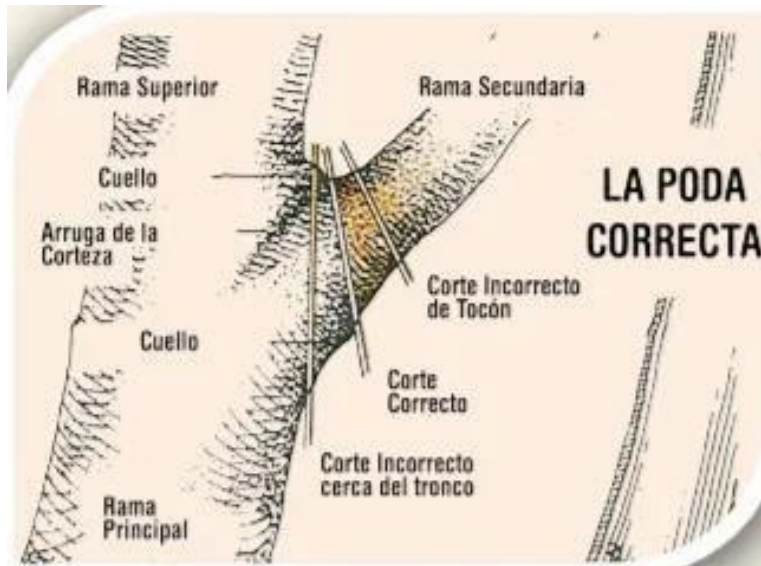 Rama Superior
Rama Secundaria
Cuello
LA PODA
CORRECTA
Arruga de la
Corteza
Corte Incorrecto
de Tocón
Cuello
Corte
Correcto
Corte Incorrecto
cerca del tronco
Rama
Principal